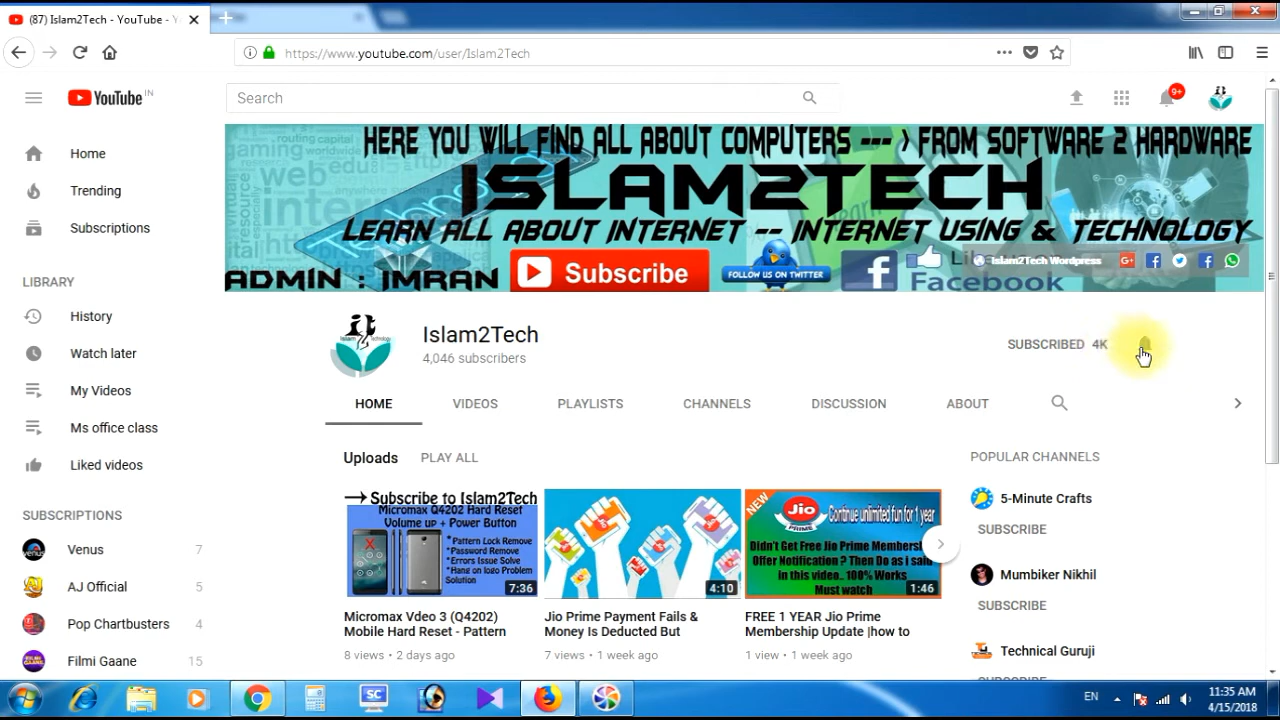 (87) Islam2Tech - YouTube - Y
https://www.youtube.com/user/Islam2Tech
YouTube IN
Search
9+
HERE YOU WILL FIND ALL ABOUT COMPUTERS --- > FROM SOFTWARE 2 HARDWARE
ISLAM2TECH
LEARN ALL ABOUT INTERNET -- INTERNET USING & TECHNOLOGY
ADMIN : IMRAN
Subscribe
FOLLOW US ON TWITTER
Facebook
Islam2Tech Wordpress
Home
Trending
Subscriptions
LIBRARY
History
Watch later
My Videos
Ms office class
Liked videos
SUBSCRIPTIONS
Venus 7
AJ Official 5
Pop Chartbusters 4
Filmi Gaane 15
Islam2Tech
4,046 subscribers
SUBSCRIBED 4K
HOME VIDEOS PLAYLISTS CHANNELS DISCUSSION ABOUT
Uploads PLAY ALL
Subscribe to Islam2Tech
Micromax Q4202 Hard Reset
Volume up + Power Button
*Pattern Lock Remove
*Password Remove
*Errors Issue Solve
*Hang on logo Problem
Solution
7:36
Micromax Vdeo 3 (Q4202)
Mobile Hard Reset - Pattern
8 views • 2 days ago
4:10
Jio Prime Payment Fails &
Money Is Deducted But
7 views • 1 week ago
NEW
Jio
PRIME
Continue unlimited fun for 1 year
Didn't Get Free Jio Prime
Offer Notification ? Then Do as i said
In this video.. 100% Works
Must watch
1:46
FREE 1 YEAR Jio Prime
Membership Update |how to
1 view • 1 week ago
POPULAR CHANNELS
5-Minute Crafts
SUBSCRIBE
Mumbiker Nikhil
SUBSCRIBE
Technical Guruji
SUBSCRIBE
SC
EN
11:35 AM
4/15/2018